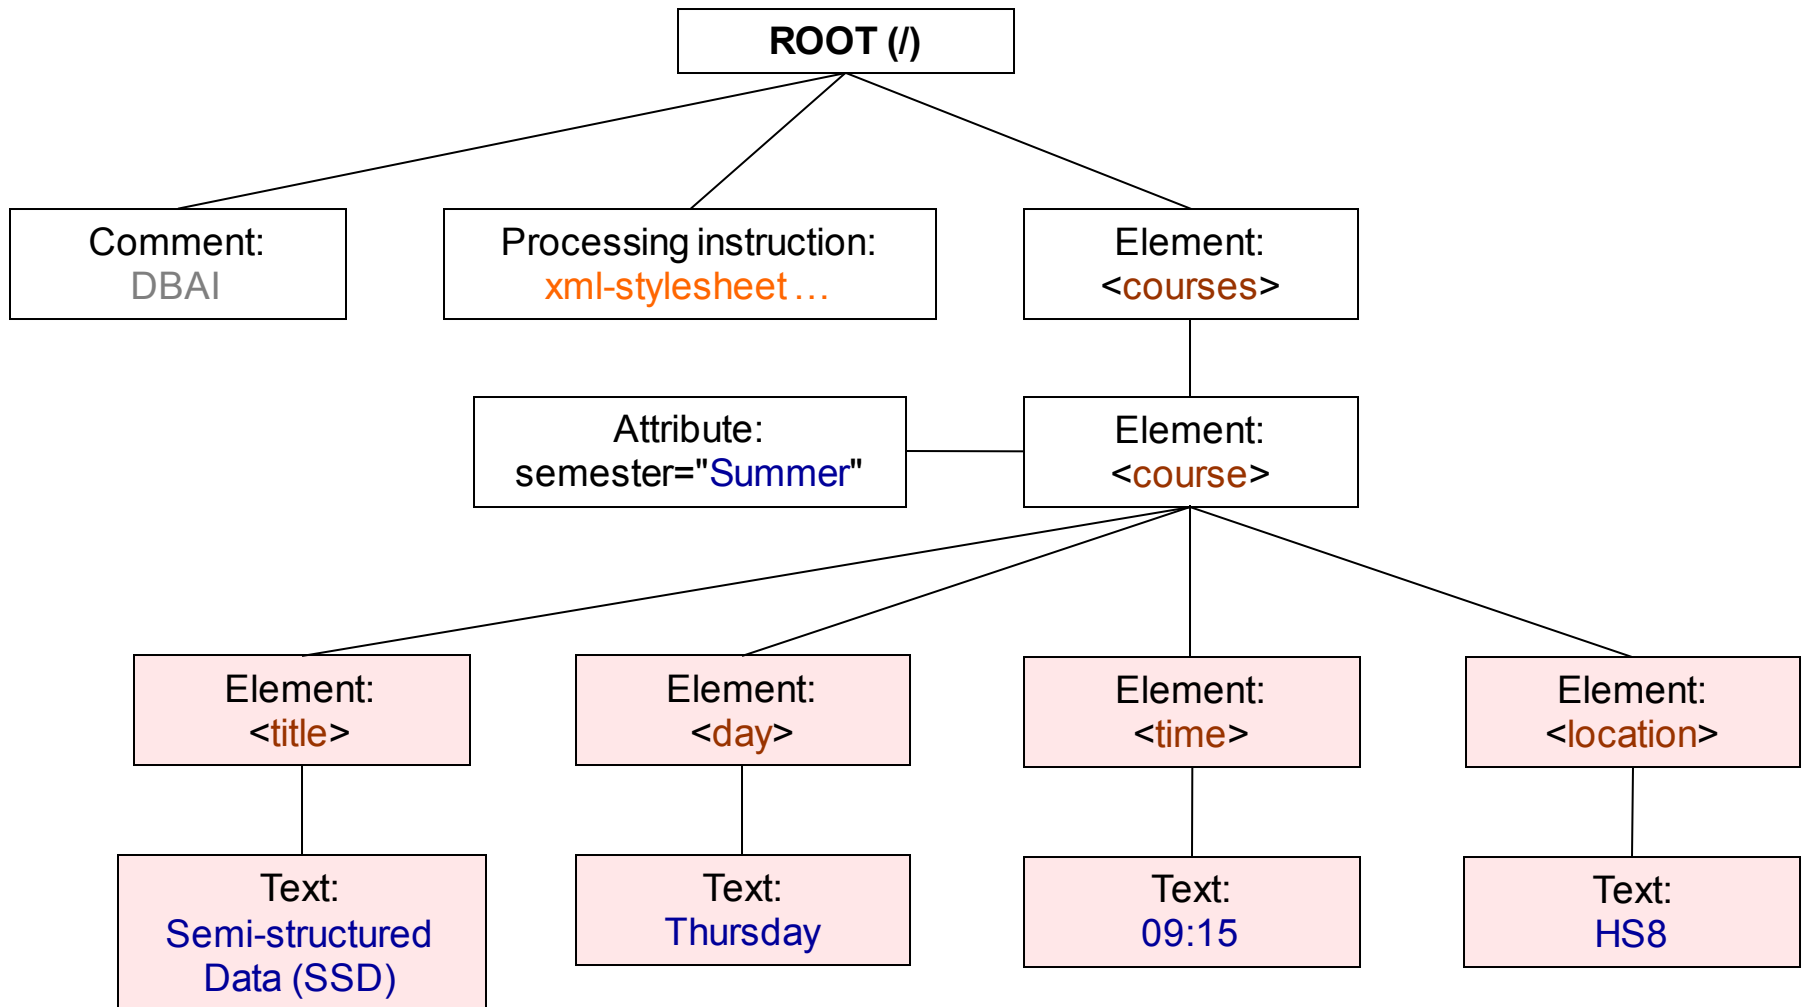 ROOT (/)
Comment:
DBAI
Processing instruction:
xml-stylesheet …
Element:
<courses>
Attribute:
semester="Summer"
Element:
<course>
Element:
<title>
Element:
<day>
Element:
<time>
Element:
<location>
Text:
Semi-structured
Data (SSD)
Text:
Thursday
Text:
09:15
Text:
HS8